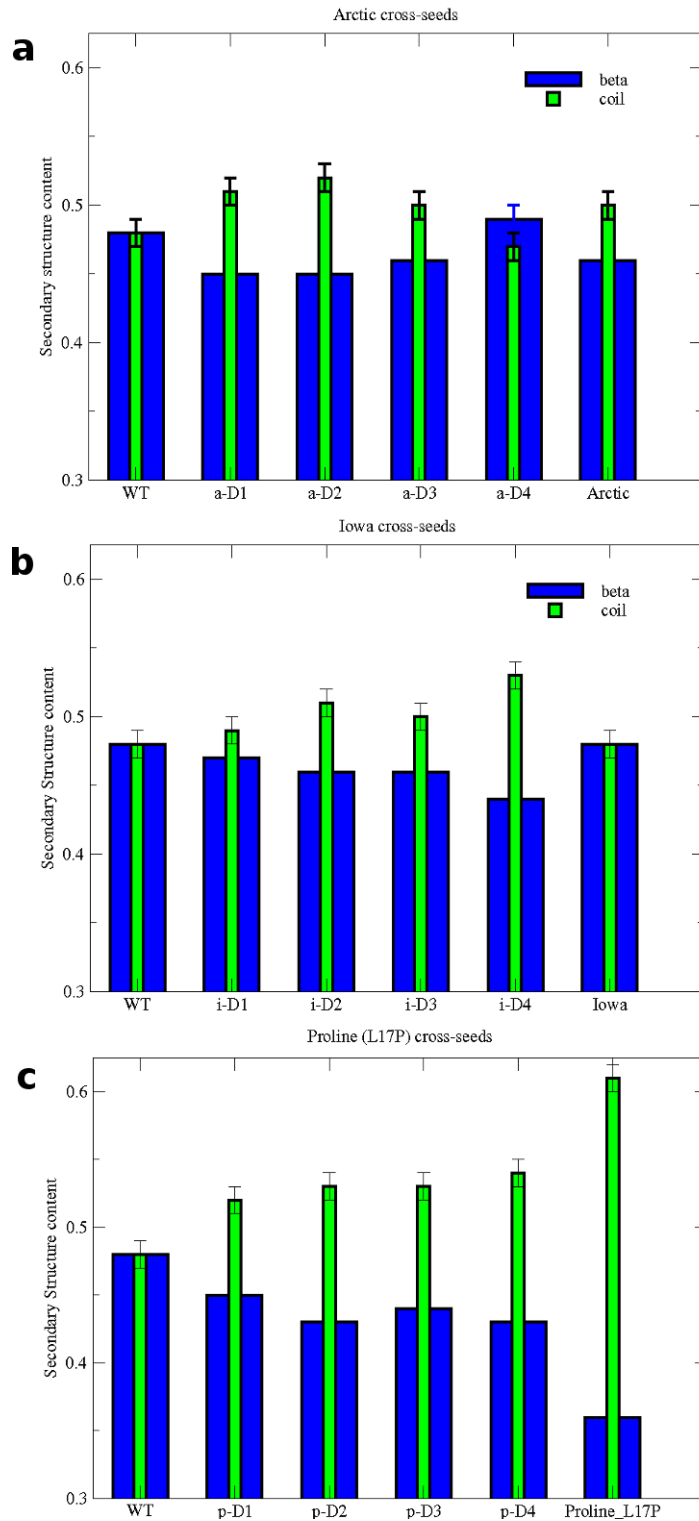 Arctic cross-seeds
a
0.6
beta
coil
0.5
Secondary structure content
0.4
0.3
WT a-D1 a-D2 a-D3 a-D4 Arctic
Iowa cross-seeds
b
0.6
beta
coil
0.5
Secondary Structure content
0.4
0.3
WT i-D1 i-D2 i-D3 i-D4 Iowa
Proline (L17P) cross-seeds
c
0.6
0.5
Secondary Structure content
0.4
0.3
WT p-D1 p-D2 p-D3 p-D4 Proline_L17P